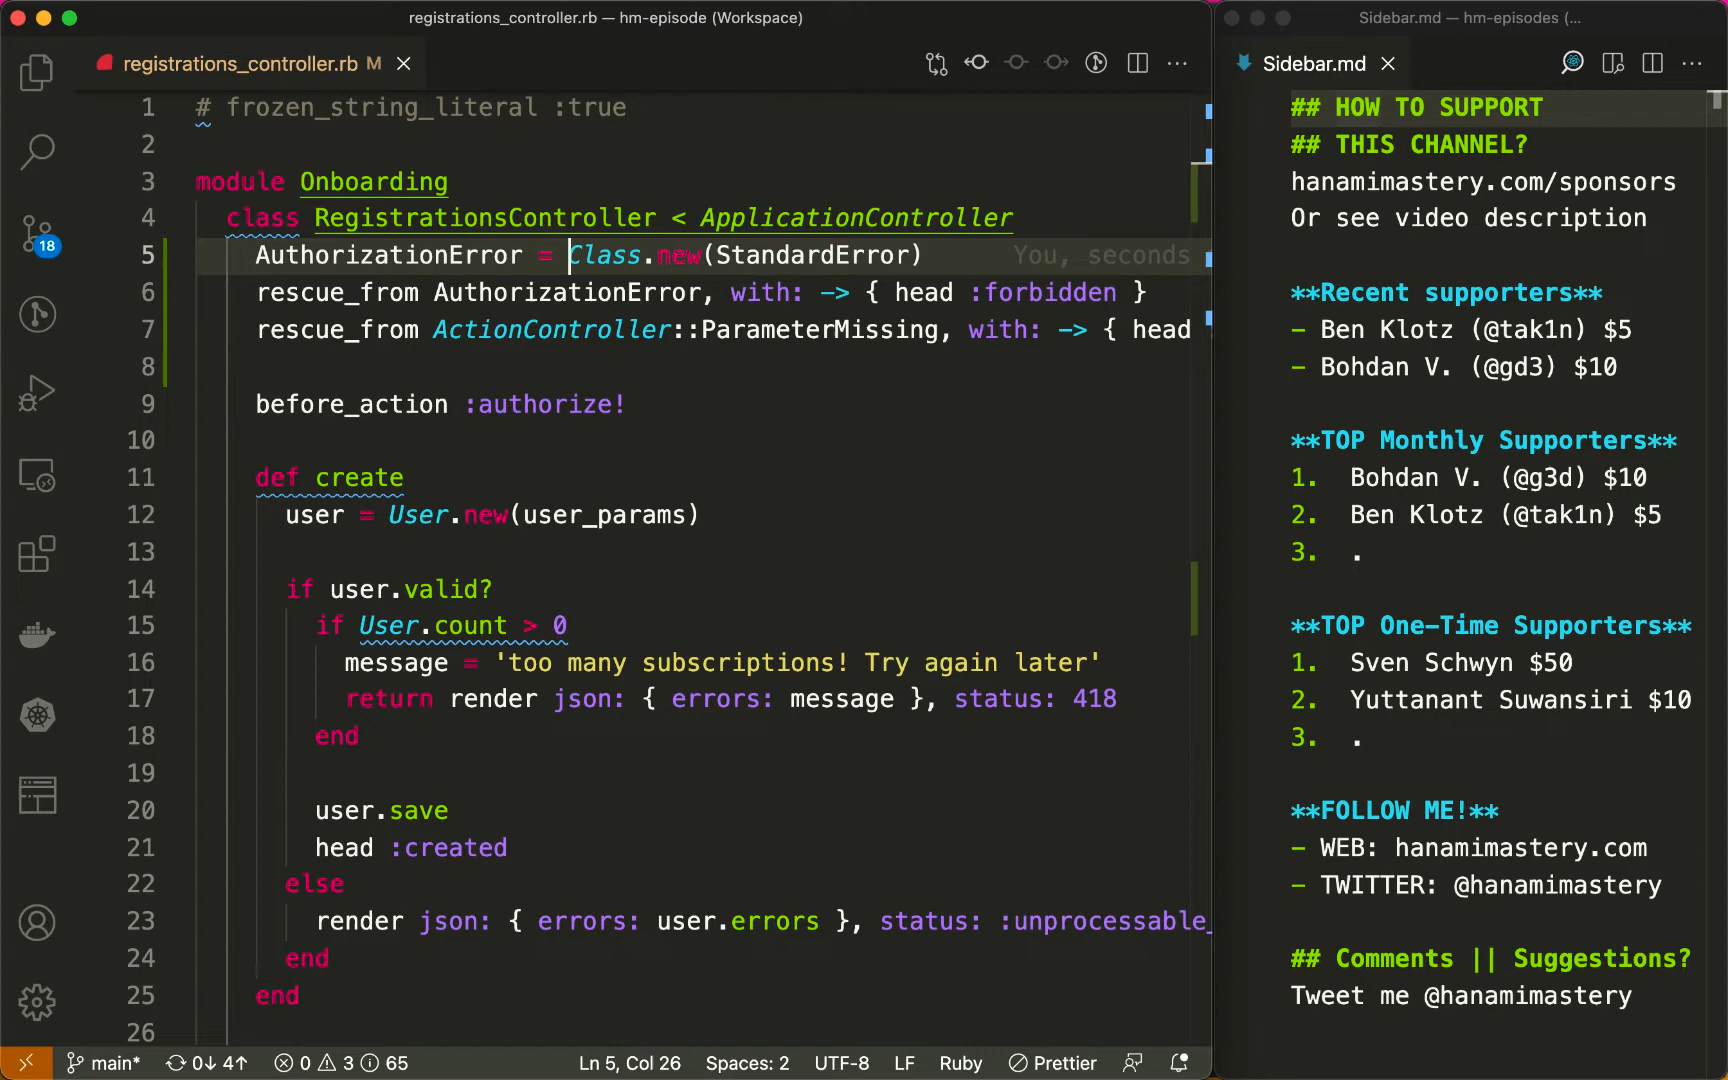 registrations_controller.rb — hm-episode (Workspace)
registrations_controller.rb M
1 # frozen_string_literal :true
2
3 module Onboarding
4 class RegistrationsController < ApplicationController
5 AuthorizationError = Class.new(StandardError) You, seconds
6 rescue_from AuthorizationError, with: -> { head :forbidden }
7 rescue_from ActionController::ParameterMissing, with: -> { head
8
9 before_action :authorize!
10
11 def create
12 user = User.new(user_params)
13
14 if user.valid?
15 if User.count > 0
16 message = 'too many subscriptions! Try again later'
17 return render json: { errors: message }, status: 418
18 end
19
20 user.save
21 head :created
22 else
23 render json: { errors: user.errors }, status: :unprocessable_
24 end
25 end
26
18
main* 0↓ 4↑ 0 3 65 Ln 5, Col 26 Spaces: 2 UTF-8 LF Ruby Prettier
Sidebar.md — hm-episodes (...
Sidebar.md
## HOW TO SUPPORT
## THIS CHANNEL?
hanamimastery.com/sponsors
Or see video description
**Recent supporters**
- Ben Klotz (@tak1n) $5
- Bohdan V. (@gd3) $10
**TOP Monthly Supporters**
1. Bohdan V. (@g3d) $10
2. Ben Klotz (@tak1n) $5
3. .
**TOP One-Time Supporters**
1. Sven Schwyn $50
2. Yuttanant Suwansiri $10
3. .
**FOLLOW ME!**
- WEB: hanamimastery.com
- TWITTER: @hanamimastery
## Comments || Suggestions?
Tweet me @hanamimastery